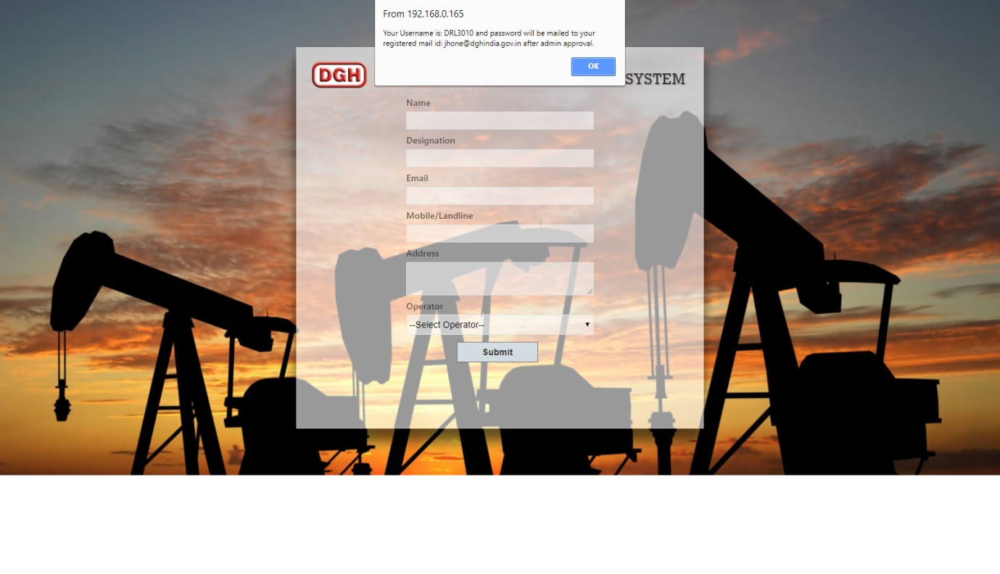 From 192.168.0.165
Your Username is: DRL3010 and password will be mailed to your
registered mail id: jhone@dghindia.gov.in after admin approval.
OK
DGH
SYSTEM
Name
Designation
Email
Mobile/Landline
Address
Operator
--Select Operator--
Submit